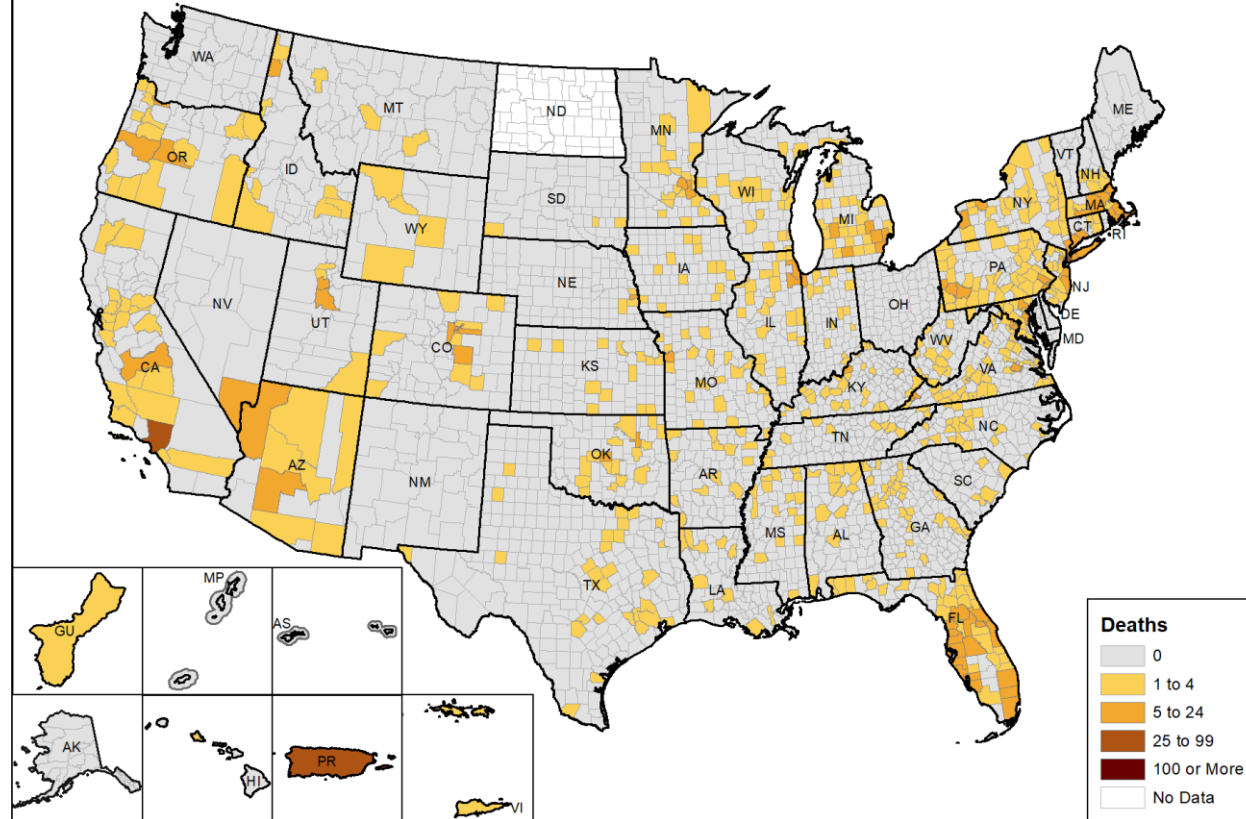 WA
MT
ND
MN
ME
OR
ID
SD
WI
VT
NH
NY
MI
MA
WY
CT
RI
IA
PA
NE
NJ
NV
OH
UT
IL
IN
DE
CO
WV
MD
CA
KS
MO
VA
KY
NC
TN
OK
AZ
AR
NM
SC
MS
AL
GA
TX
LA
FL
MP
GU
AS
AK
HI
PR
VI
Deaths
0
1 to 4
5 to 24
25 to 99
100 or More
No Data